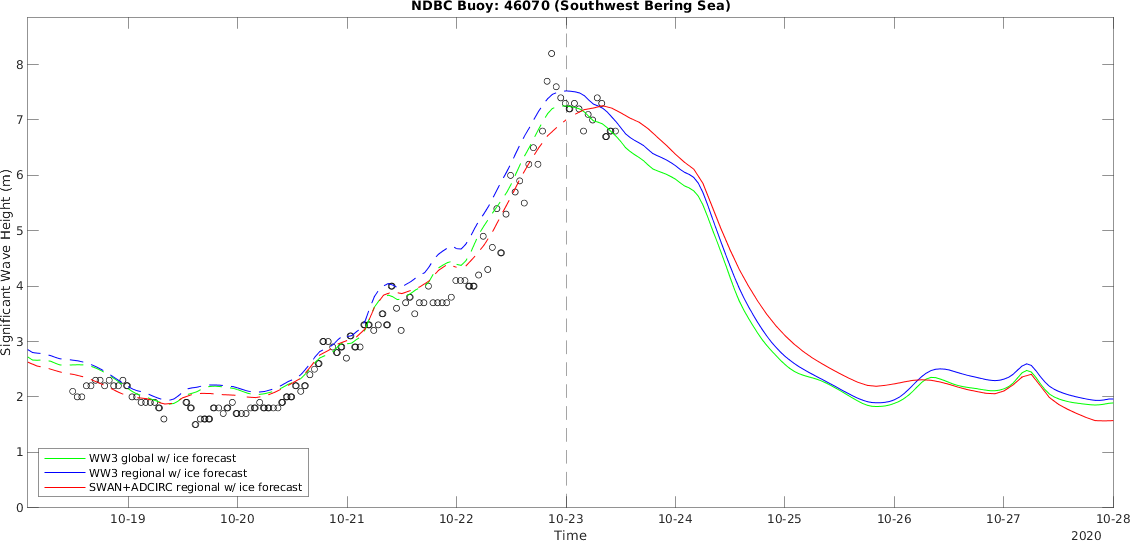 NDBC Buoy: 46070 (Southwest Bering Sea)
Significant Wave Height (m)
8
7
6
5
4
3
2
1
0
WW3 global w/ ice forecast
WW3 regional w/ ice forecast
SWAN+ADCIRC regional w/ ice forecast
10-19 10-20 10-21 10-22 10-23 10-24 10-25 10-26 10-27 10-28
Time
2020